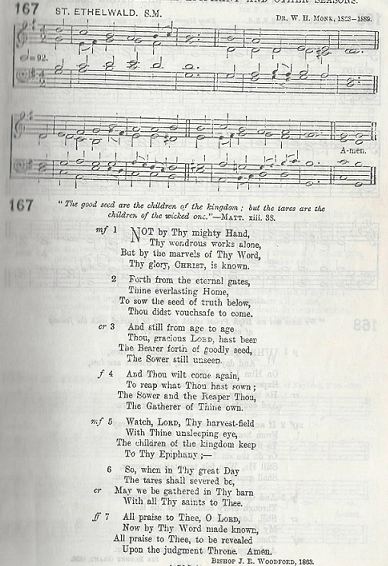 EPIPHANY AND OTHER SEASONS.
167 ST. ETHELWALD. S.M. DR. W. H. MONK, 1823–1889.
=92.
A-men.
167 "The good seed are the children of the kingdom; but the tares are the
children of the wicked one."—MATT. xiii. 38.
mf 1 NOT by Thy mighty Hand,
Thy wondrous works alone,
But by the marvels of Thy Word,
Thy glory, CHRIST, is known.
2 Forth from the eternal gates,
Thine everlasting Home,
To sow the seed of truth below,
Thou didst vouchsafe to come.
cr 3 And still from age to age
Thou, gracious LORD, hast been
The Bearer forth of goodly seed,
The Sower still unseen.
f 4 And Thou wilt come again,
To reap what Thou hast sown;
The Sower and the Reaper Thou,
The Gatherer of Thine own.
mf 5 Watch, LORD, Thy harvest-field
With Thine unsleeping eye,
The children of the kingdom keep
To Thy Epiphany;—
6 So, when in Thy great Day
The tares shall severed be,
cr May we be gathered in Thy barn
With all Thy saints to Thee.
ff 7 All praise to Thee, O LORD,
Now by Thy Word made known,
All praise to Thee, to be revealed
Upon the judgment Throne. Amen.
BISHOP J. R. WOODFORD, 1863.